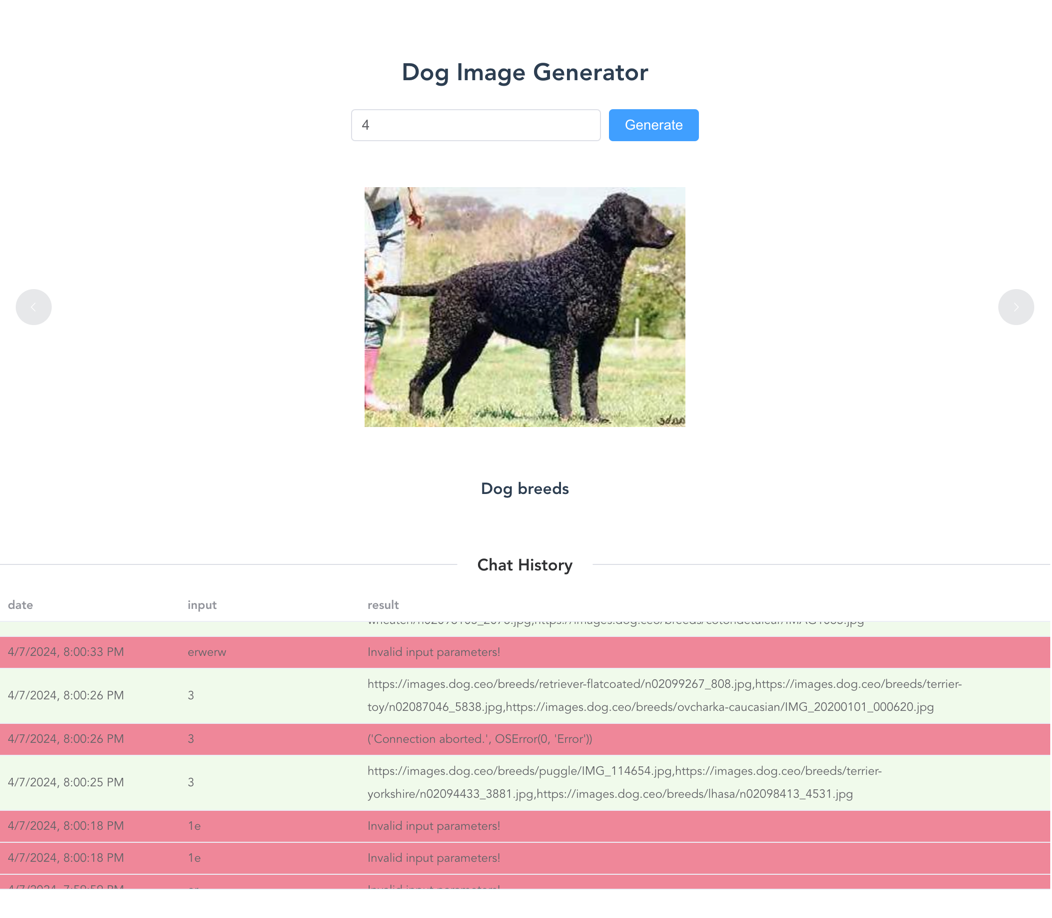 Dog Image Generator
4
Generate
Dog breeds
Chat History
date input result
4/7/2024, 8:00:33 PM erwerw Invalid input parameters!
https://images.dog.ceo/breeds/retriever-flatcoated/n02099267_808.jpg,https://images.dog.ceo/breeds/terrier-
4/7/2024, 8:00:26 PM 3
toy/n02087046_5838.jpg,https://images.dog.ceo/breeds/ovcharka-caucasian/IMG_20200101_000620.jpg
4/7/2024, 8:00:26 PM 3 ('Connection aborted.', OSError(0, 'Error'))
https://images.dog.ceo/breeds/puggle/IMG_114654.jpg,https://images.dog.ceo/breeds/terrier-
4/7/2024, 8:00:25 PM 3
yorkshire/n02094433_3881.jpg,https://images.dog.ceo/breeds/lhasa/n02098413_4531.jpg
4/7/2024, 8:00:18 PM 1e Invalid input parameters!
4/7/2024, 8:00:18 PM 1e Invalid input parameters!